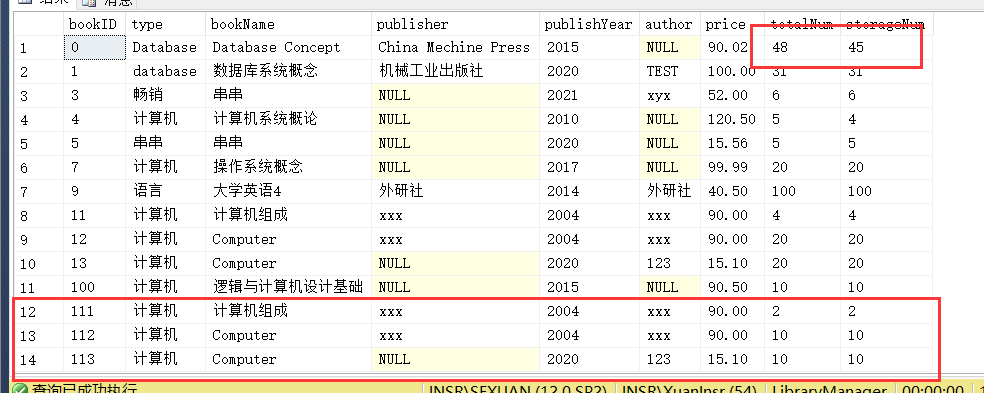 结果 消息
bookID type bookName publisher publishYear author price totalNum storageNum
1 0 Database Database Concept China Mechine Press 2015 NULL 90.02 48 45
2 1 database 数据库系统概念 机械工业出版社 2020 TEST 100.00 31 31
3 3 畅销 串串 NULL 2021 xyx 52.00 6 6
4 4 计算机 计算机系统概论 NULL 2010 NULL 120.50 5 4
5 5 串串 串串 NULL 2020 NULL 15.56 5 5
6 7 计算机 操作系统概念 NULL 2017 NULL 99.99 20 20
7 9 语言 大学英语4 外研社 2014 外研社 40.50 100 100
8 11 计算机 计算机组成 xxx 2004 xxx 90.00 4 4
9 12 计算机 Computer xxx 2004 xxx 90.00 20 20
10 13 计算机 Computer NULL 2020 123 15.10 20 20
11 100 计算机 逻辑与计算机设计基础 NULL 2015 NULL 90.50 10 10
12 111 计算机 计算机组成 xxx 2004 xxx 90.00 2 2
13 112 计算机 Computer xxx 2004 xxx 90.00 10 10
14 113 计算机 Computer NULL 2020 123 15.10 10 10
查询已成功执行 INSR\SEXUAN (12.0 SP2) INSR\XuanInsr (54) LibraryManager 00:00:00